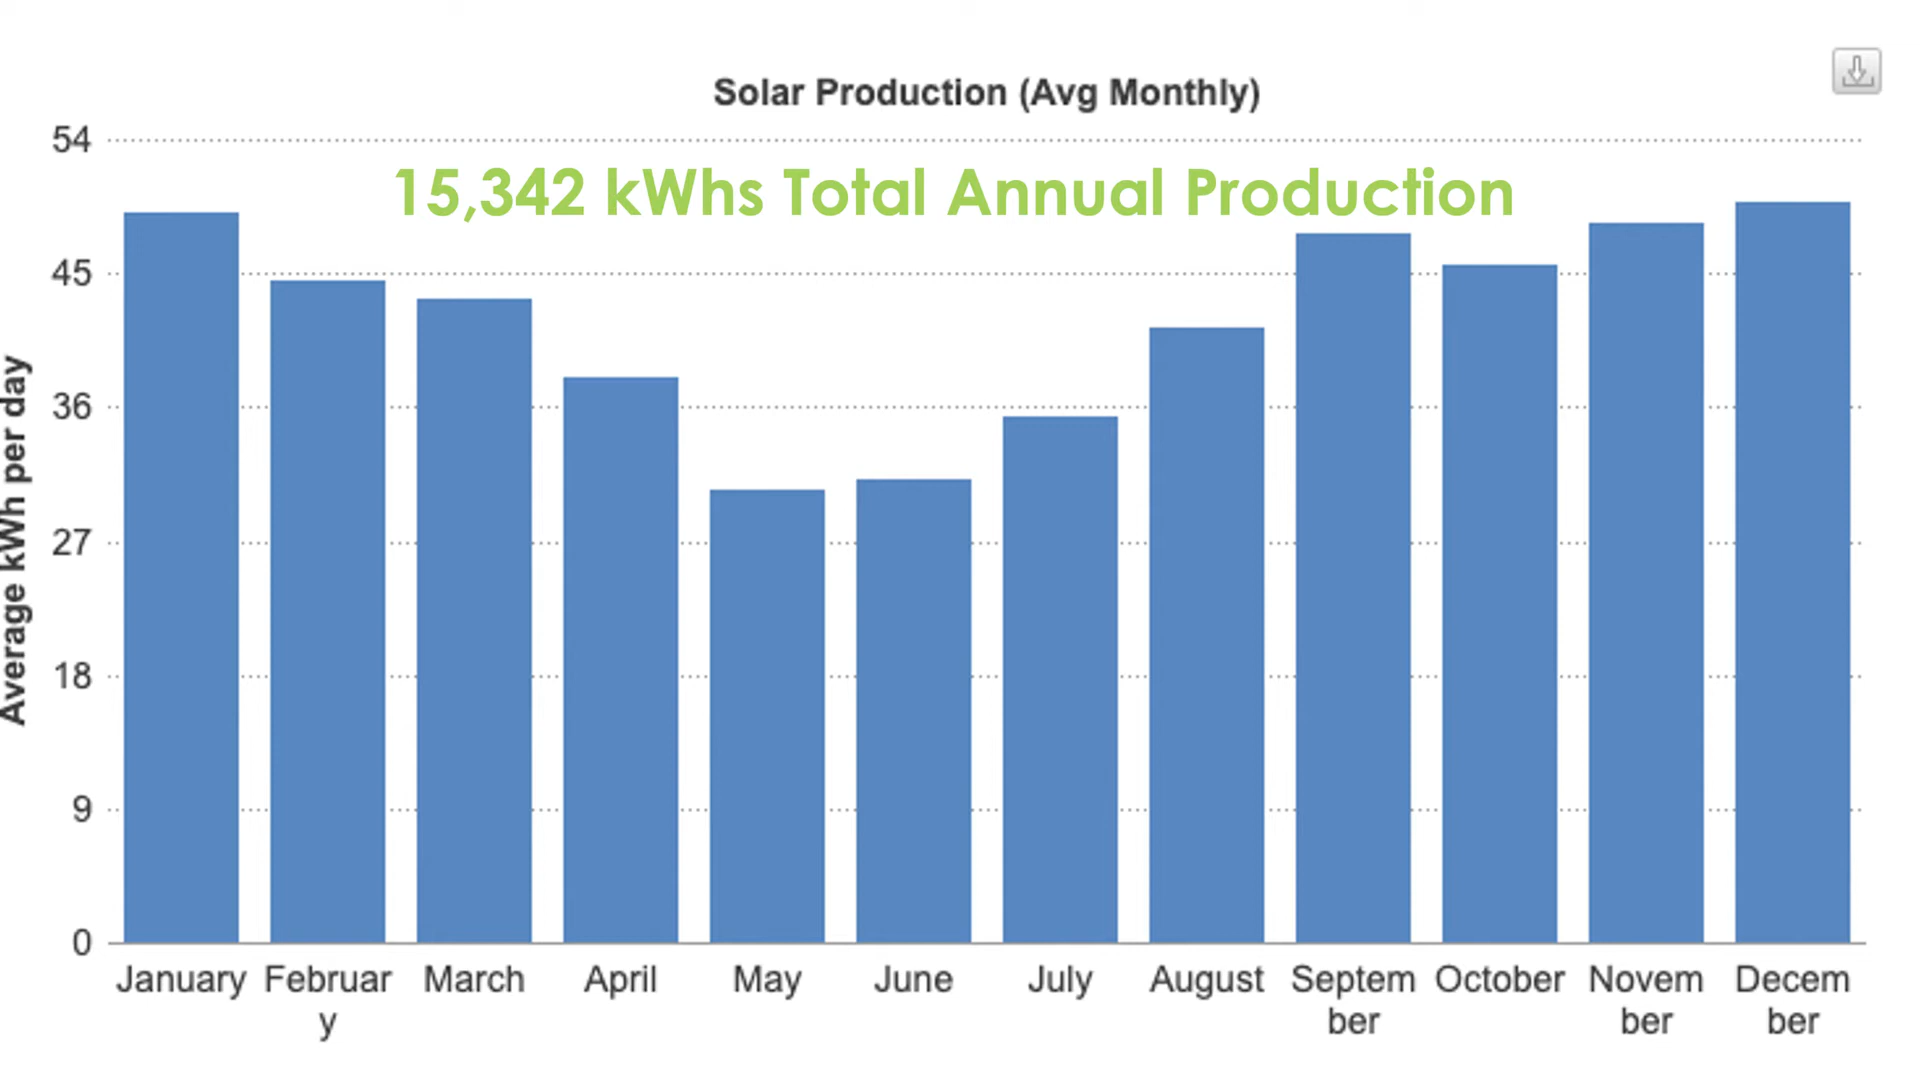 Solar Production (Avg Monthly)
54
15,342 kWhs Total Annual Production
45
36
27
18
9
0
Average kWh per day
January Februar March April May June July August Septem October Novem Decem
y ber ber ber